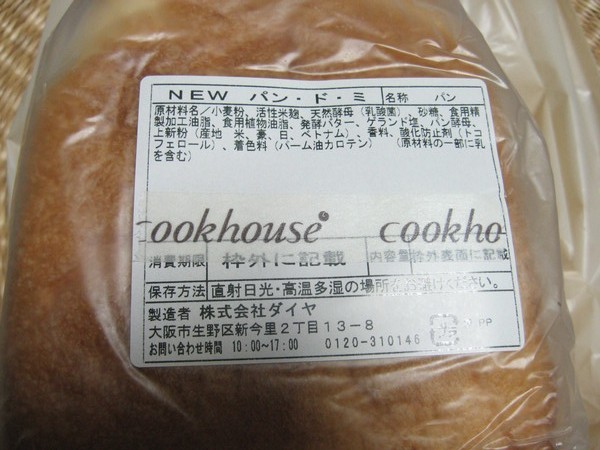 NEW パン・ド・ミ 名称 パン
原材料名／小麦粉、活性米麹、天然酵母（乳酸菌）、砂糖、食用精
製加工油脂、食用植物油脂、発酵バター、ゲランド塩、パン酵母、
上新粉（産地 米、豪、日、ベトナム）、香料、酸化防止剤（トコ
フェロール）、着色料（パーム油カロテン） （原材料の一部に乳
を含む）
cookhouse cookho
消費期限 枠外に記載 内容量 枠外表面に記載
保存方法 直射日光・高温多湿の場所をお避けください。
製造者 株式会社ダイヤ
大阪市生野区新今里２丁目１３－８
お問い合わせ時間 10:00～17:00 0120-310146
プラ PP